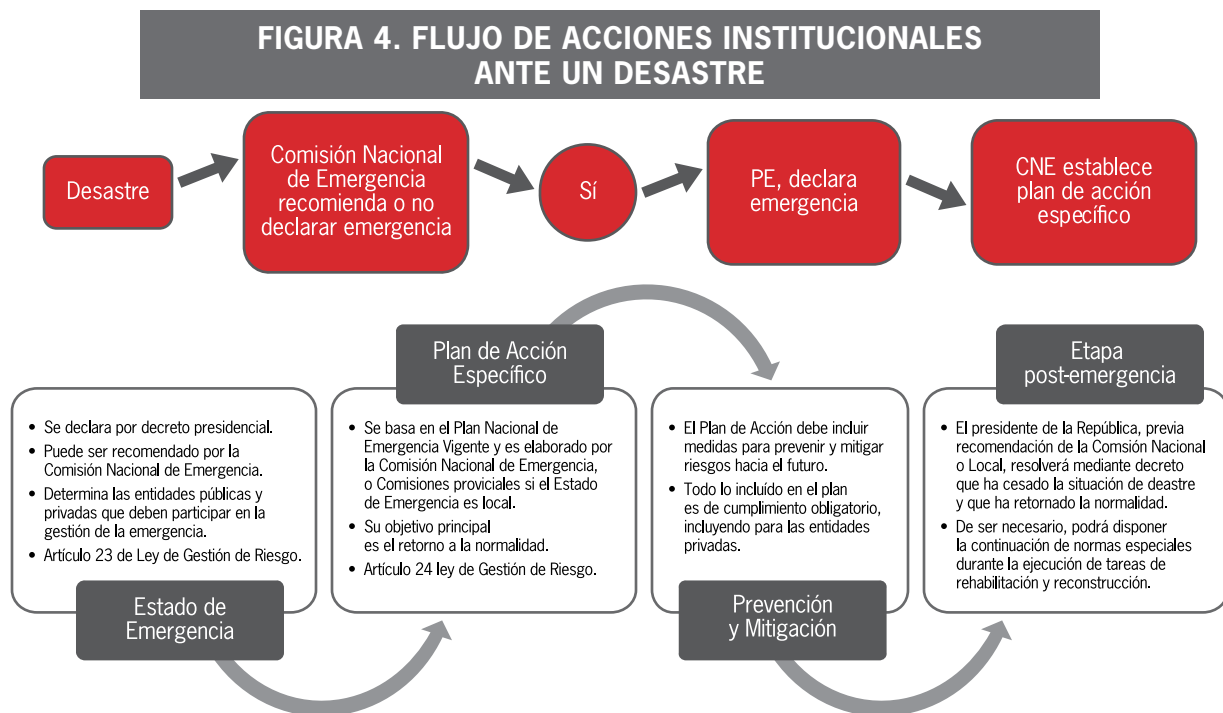 FIGURA 4. FLUJO DE ACCIONES INSTITUCIONALES
ANTE UN DESASTRE
Desastre
Comisión Nacional
de Emergencia
recomienda o no
declarar emergencia
Sí
PE, declara
emergencia
CNE establece
plan de acción
específico
• Se declara por decreto presidencial.
• Puede ser recomendado por la
Comisión Nacional de Emergencia.
• Determina las entidades públicas y
privadas que deben participar en la
gestión de la emergencia.
• Artículo 23 de Ley de Gestión de Riesgo.
Estado de
Emergencia
Plan de Acción
Específico
• Se basa en el Plan Nacional de
Emergencia Vigente y es elaborado por
la Comisión Nacional de Emergencia,
o Comisiones proviciales si el Estado
de Emergencia es local.
• Su objetivo principal
es el retorno a la normalidad.
• Artículo 24 ley de Gestión de Riesgo.
• El Plan de Acción debe incluir
medidas para prevenir y mitigar
riesgos hacia el futuro.
• Todo lo incluído en el plan
es de cumplimiento obligatorio,
incluyendo para las entidades
privadas.
Prevención
y Mitigación
Etapa
post-emergencia
• El presidente de la República, previa
recomendación de la Comsión Nacional
o Local, resolverá mediante decreto
que ha cesado la situación de deastre
y que ha retornado la normalidad.
• De ser necesario, podrá disponer
la continuación de normas especiales
durante la ejecución de tareas de
rehabilitación y reconstrucción.